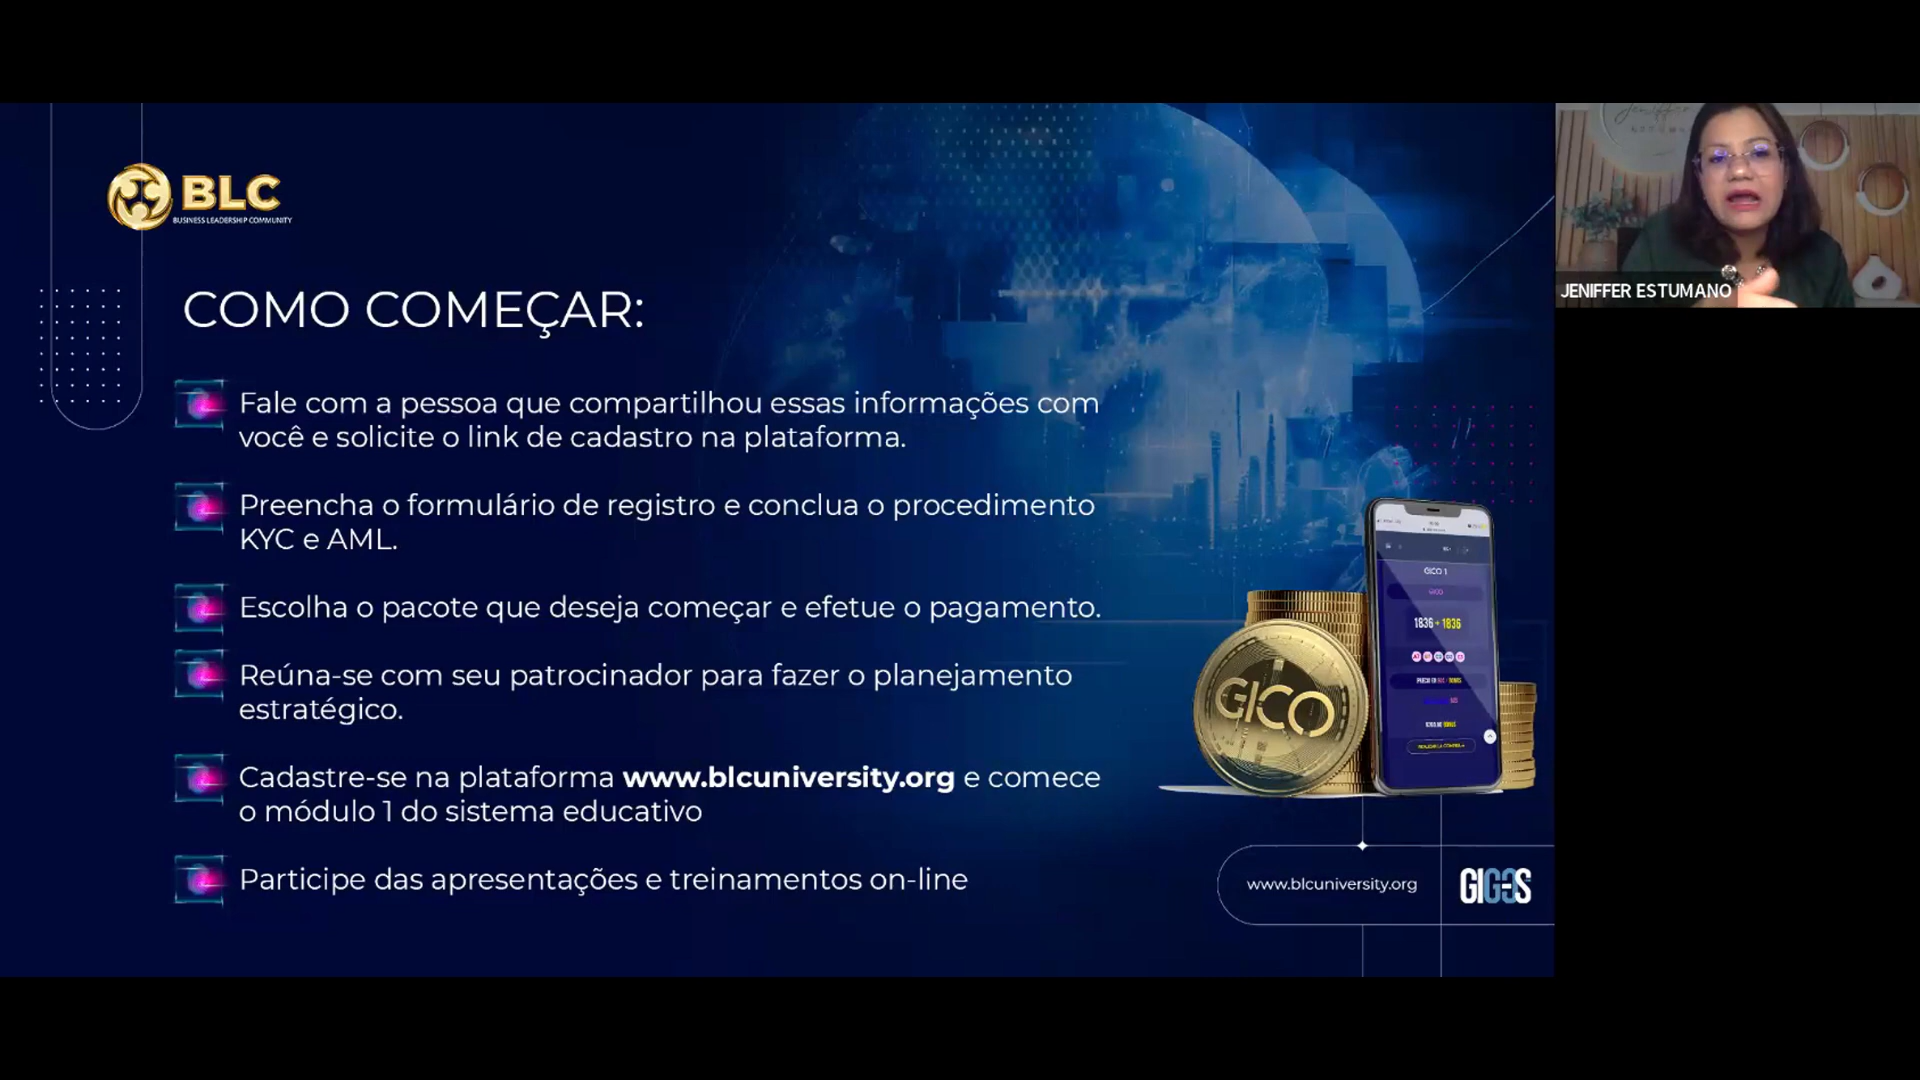 BLC
BUSINESS LEADERSHIP COMMUNITY
COMO COMEÇAR:
Fale com a pessoa que compartilhou essas informações com
você e solicite o link de cadastro na plataforma.
Preencha o formulário de registro e conclua o procedimento
KYC e AML.
Escolha o pacote que deseja começar e efetue o pagamento.
Reúna-se com seu patrocinador para fazer o planejamento
estratégico.
Cadastre-se na plataforma www.blcuniversity.org e comece
o módulo 1 do sistema educativo
Participe das apresentações e treinamentos on-line
GICO
GICO 1
GICO
1836 + 1836
www.blcuniversity.org
GIGOS
JENIFFER ESTUMANO